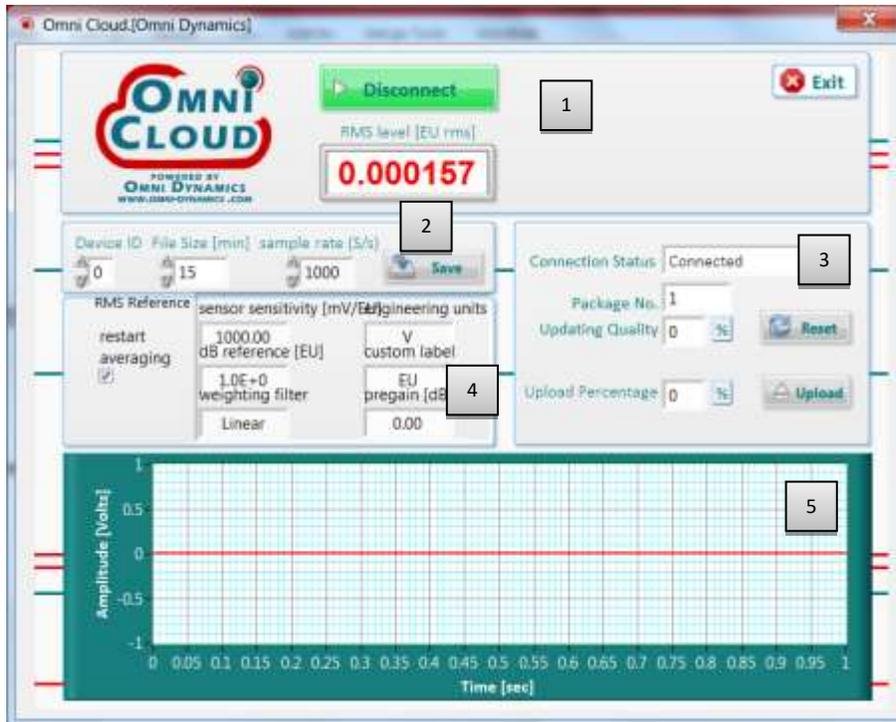 Omni Cloud.[Omni Dynamics]
OMNI
CLOUD
POWERED BY
OMNI DYNAMICS
Disconnect
RMS level [EU rms]
0.000157
1
Exit
Device ID File Size [min] sample rate (S/s)
0 15 1000
Save
2
RMS Reference
restart
averaging
sensor sensitivity [mV/EU]
engineering units
1000.00 V
dB reference [EU] custom label
1.0E+0 EU
weighting filter pregain [dB
Linear 0.00
4
Connection Status Connected
3
Package No. 1
Updating Quality 0 %
Reset
Upload Percentage 0 %
Upload
Amplitude [Volts]
1
0.5
0
-0.5
-1
5
0 0.05 0.1 0.15 0.2 0.25 0.3 0.35 0.4 0.45 0.5 0.55 0.6 0.65 0.7 0.75 0.8 0.85 0.9 0.95 1
Time [sec]